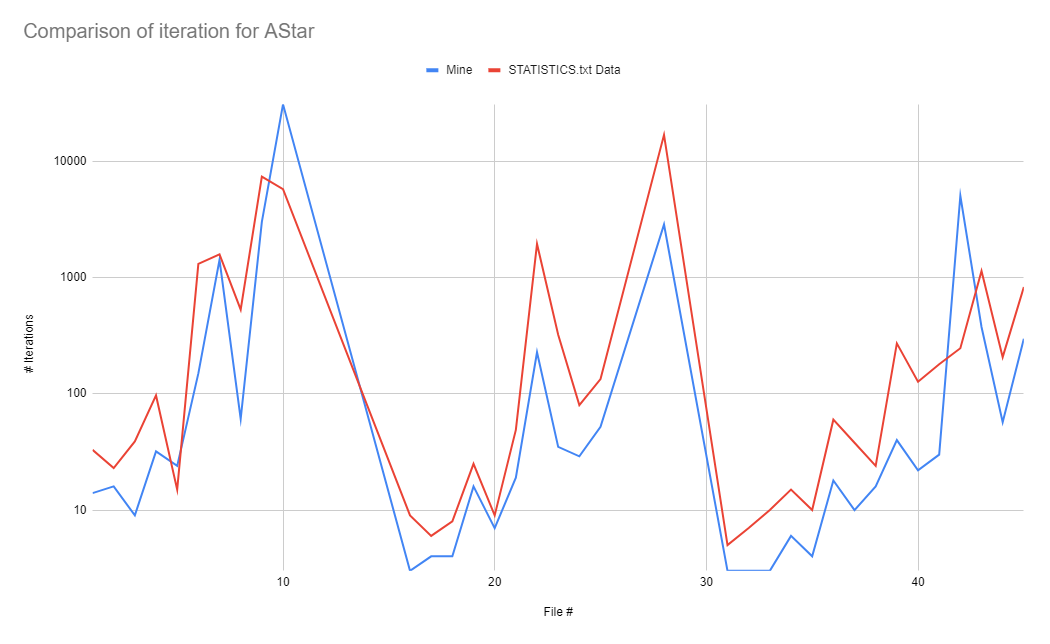 Comparison of iteration for AStar
Mine STATISTICS.txt Data
10000
1000
100
10
# Iterations
10 20 30 40
File #